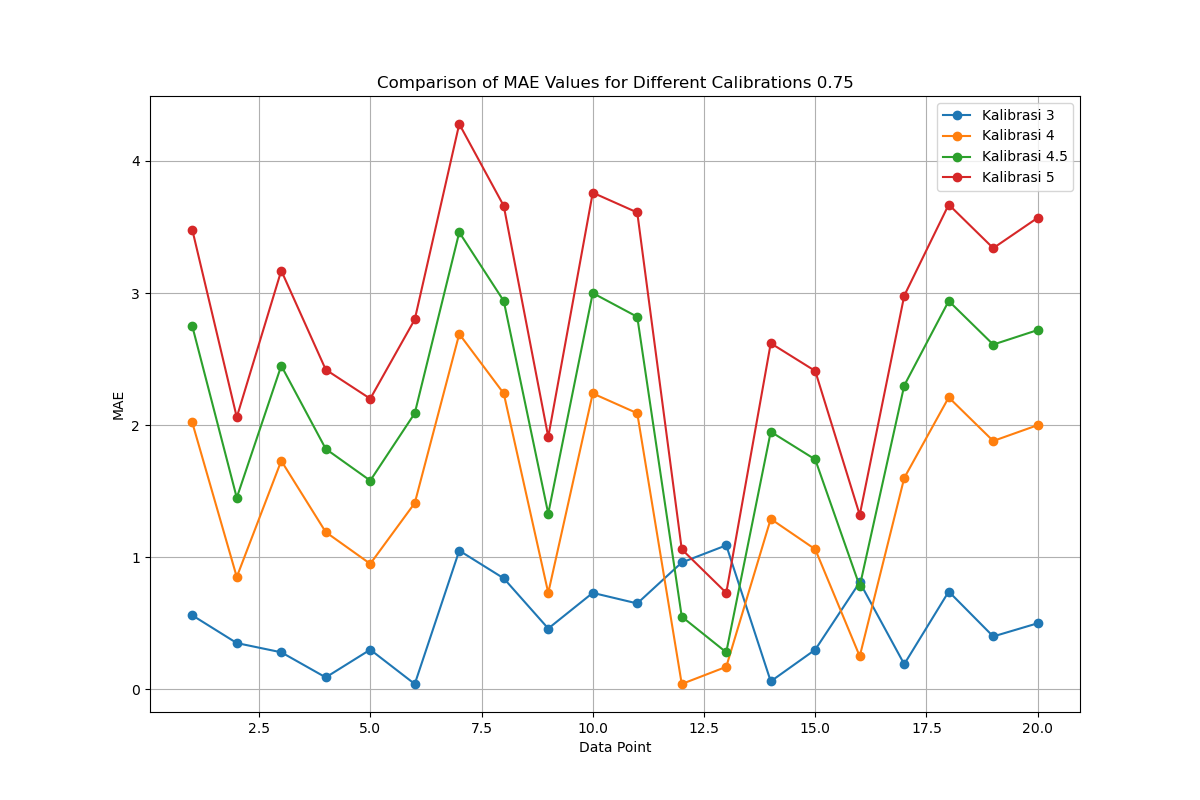 Comparison of MAE Values for Different Calibrations 0.75
Kalibrasi 3
Kalibrasi 4
Kalibrasi 4.5
Kalibrasi 5
MAE
4
3
2
1
0
2.5 5.0 7.5 10.0 12.5 15.0 17.5 20.0
Data Point